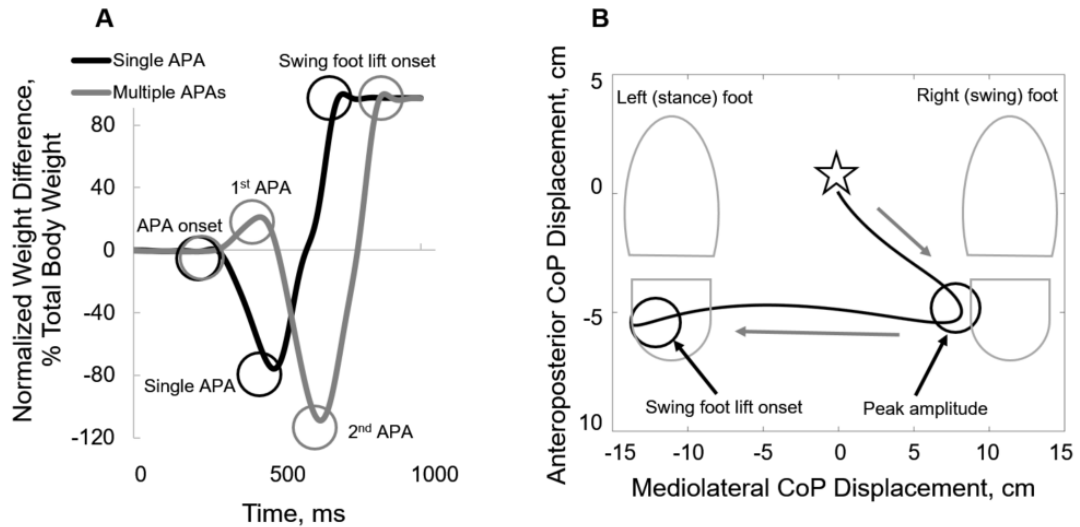 A
Single APA
Multiple APAs
Swing foot lift onset
1st APA
APA onset
Single APA
2nd APA
80
40
0
-40
-80
-120
0
500
1000
Normalized Weight Difference,
% Total Body Weight
Time, ms
B
Left (stance) foot
Right (swing) foot
Swing foot lift onset
Peak amplitude
5
0
-5
10
-15
-10
-5
0
5
10
15
Anteroposterior CoP Displacement, cm
Mediolateral CoP Displacement, cm